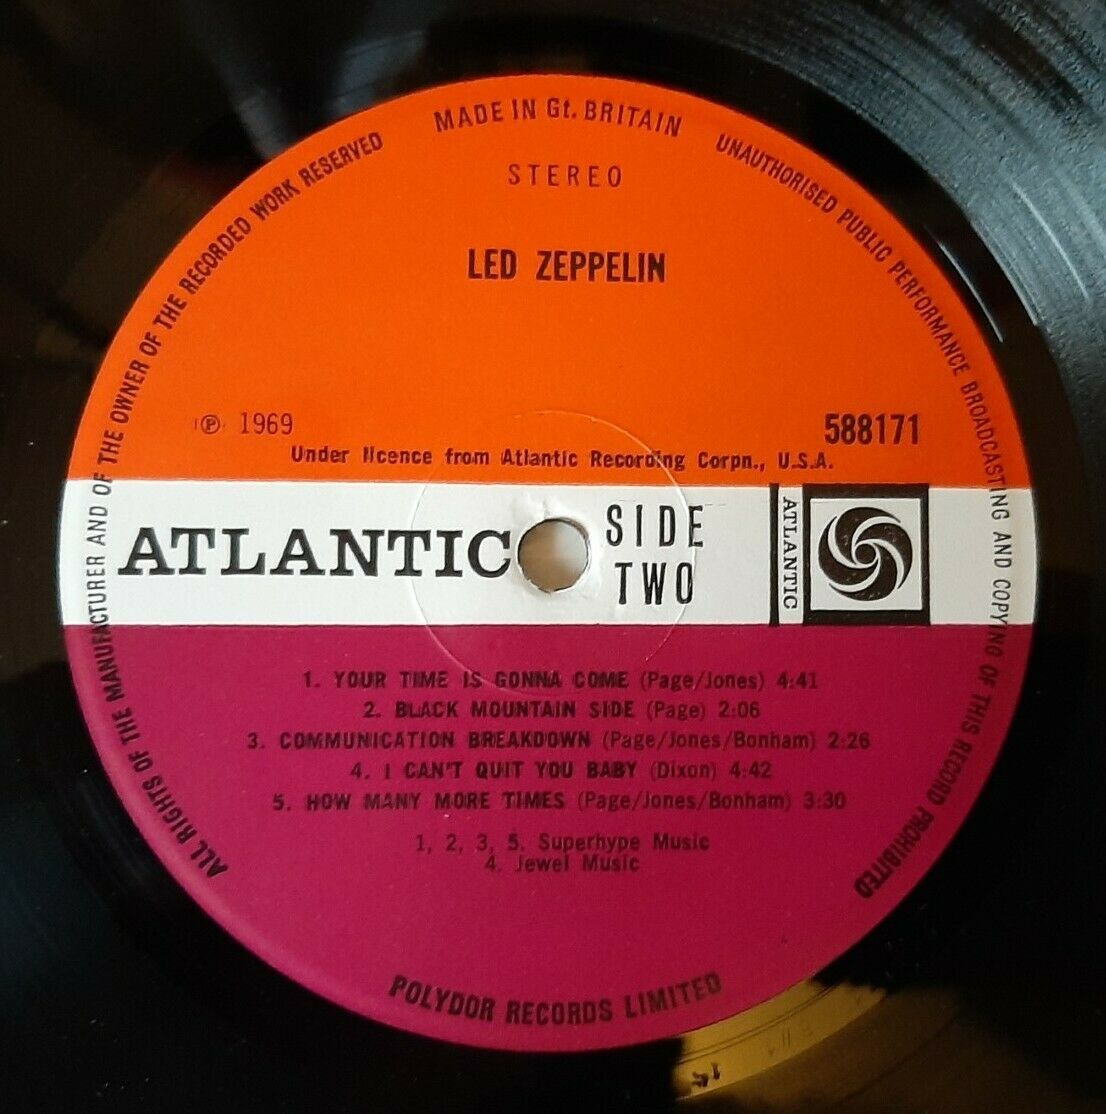 MADE IN Gt. BRITAIN
UNAUTHORISED PUBLIC PERFORMANCE BROADCASTING AND COPYING OF THIS RECORD PROHIBITED
ALL RIGHTS OF THE MANUFACTURER AND OF THE OWNER OF THE RECORDED WORK RESERVED
STEREO
LED ZEPPELIN
℗ 1969
588171
Under licence from Atlantic Recording Corpn., U.S.A.
ATLANTIC
SIDE
TWO
ATLANTIC
1. YOUR TIME IS GONNA COME (Page/Jones) 4:41
2. BLACK MOUNTAIN SIDE (Page) 2:06
3. COMMUNICATION BREAKDOWN (Page/Jones/Bonham) 2:26
4. I CAN'T QUIT YOU BABY (Dixon) 4:42
5. HOW MANY MORE TIMES (Page/Jones/Bonham) 3:30
1, 2, 3, 5. Superhype Music
4. Jewel Music
POLYDOR RECORDS LIMITED